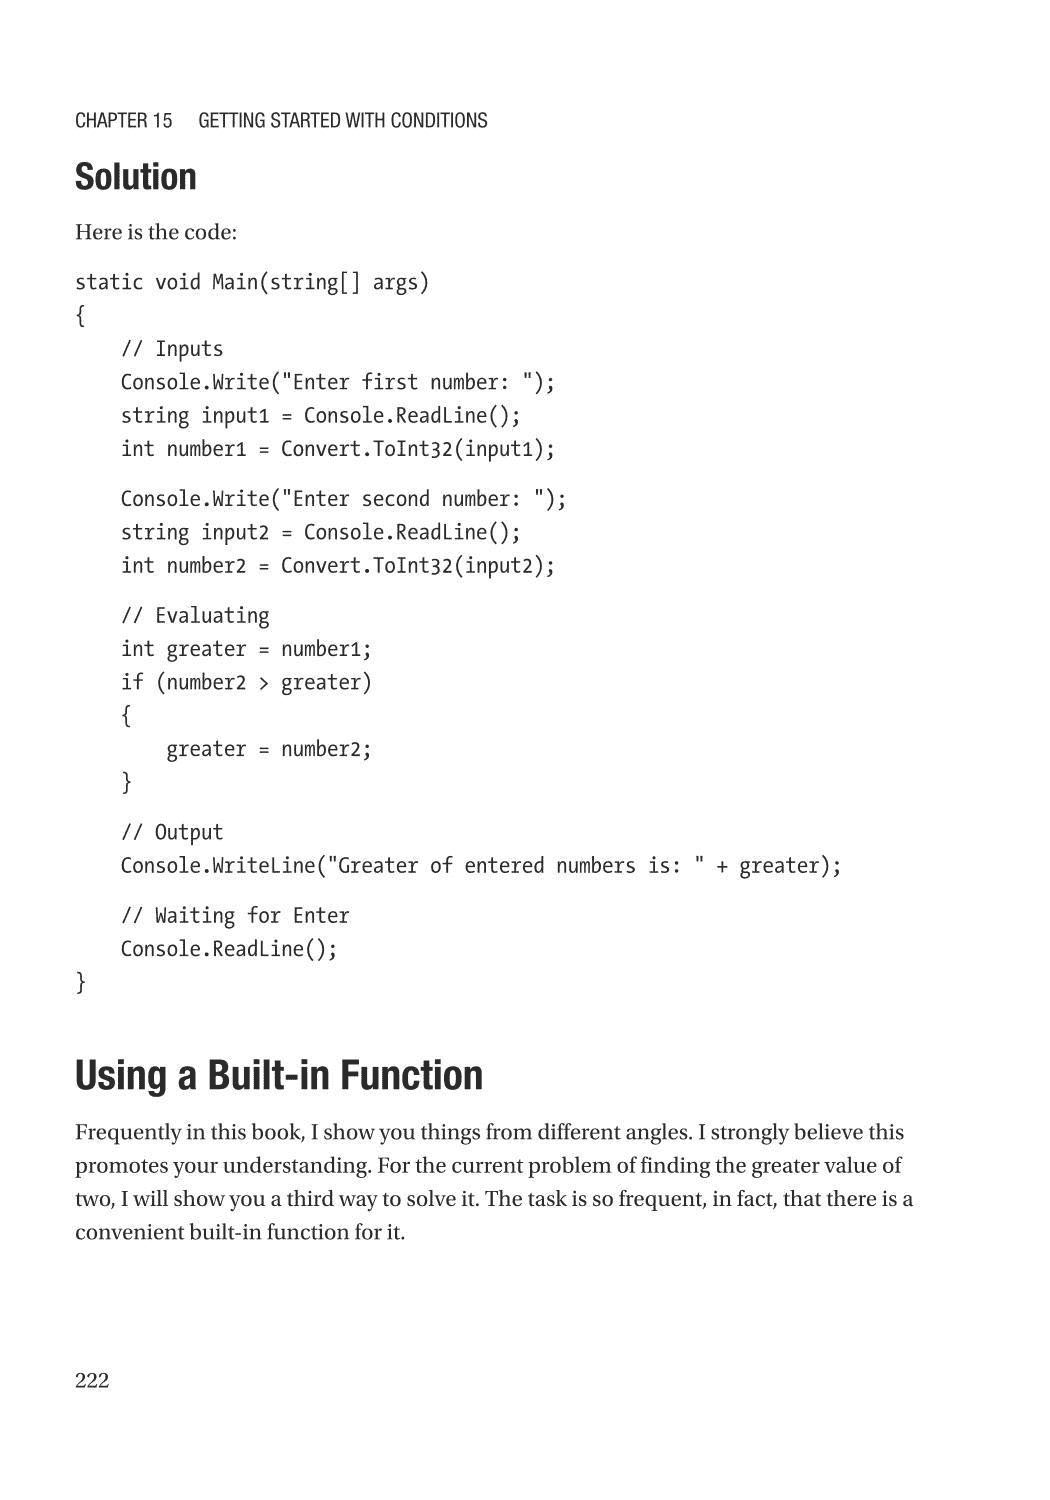 CHAPTER 15 GETTING STARTED WITH CONDITIONS
Solution
Here is the code:
static void Main(string[] args)
{
    // Inputs
    Console.Write("Enter first number: ");
    string input1 = Console.ReadLine();
    int number1 = Convert.ToInt32(input1);
    Console.Write("Enter second number: ");
    string input2 = Console.ReadLine();
    int number2 = Convert.ToInt32(input2);
    // Evaluating
    int greater = number1;
    if (number2 > greater)
    {
        greater = number2;
    }
    // Output
    Console.WriteLine("Greater of entered numbers is: " + greater);
    // Waiting for Enter
    Console.ReadLine();
}
Using a Built-in Function
Frequently in this book, I show you things from different angles. I strongly believe this
promotes your understanding. For the current problem of finding the greater value of
two, I will show you a third way to solve it. The task is so frequent, in fact, that there is a
convenient built-in function for it.
222